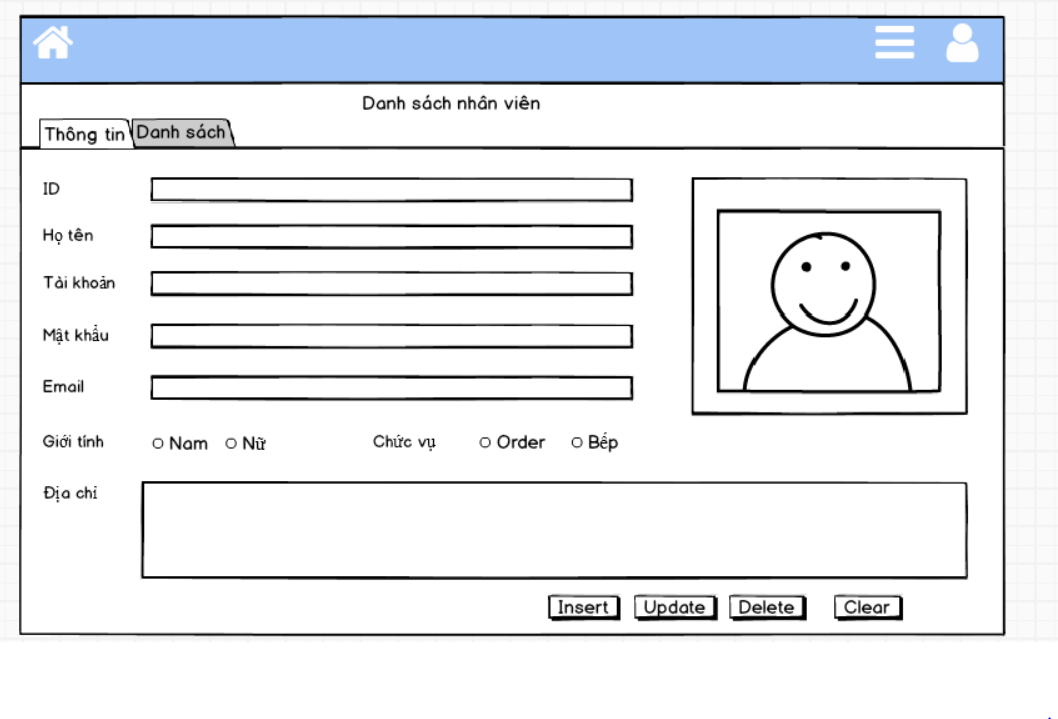 Danh sách nhân viên
Thông tin Danh sách
ID
Họ tên
Tài khoản
Mật khẩu
Email
Giới tính Nam Nữ Chức vụ Order Bếp
Địa chỉ
Insert Update Delete Clear